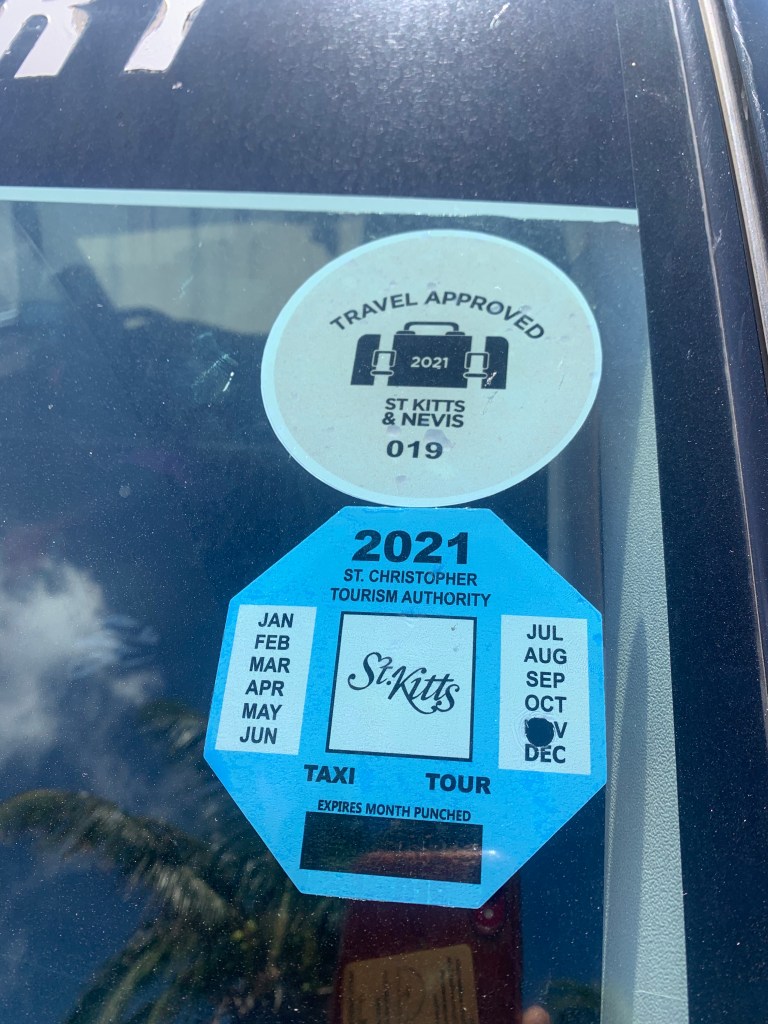 TRAVEL APPROVED
2021
ST KITTS
& NEVIS
019
2021
ST. CHRISTOPHER
TOURISM AUTHORITY
JAN
FEB
MAR
APR
MAY
JUN
St. Kitts
JUL
AUG
SEP
OCT
V
DEC
TAXI TOUR
EXPIRES MONTH PUNCHED